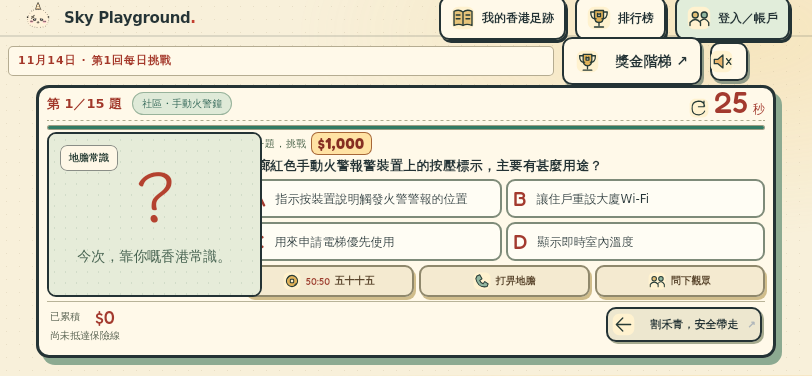 Sky Playground.
我的香港足跡
排行榜
登入／帳戶
11月14日 · 第1回每日挑戰
獎金階梯 ↗
第 1／15 題
社區·手動火警鐘
25 秒
地膽常識
?
今次，靠你嘅香港常識。
題，挑戰 $1,000
紅色手動火警報警裝置上的按壓標示，主要有甚麼用途？
指示按裝置說明觸發火警警報的位置
B 讓住戶重設大廈Wi-Fi
用來申請電梯優先使用
D 顯示即時室內溫度
50:50 五十十五
打畀地膽
問下觀眾
已累積 $0
尚未抵達保險線
← 割禾青，安全帶走 ↗